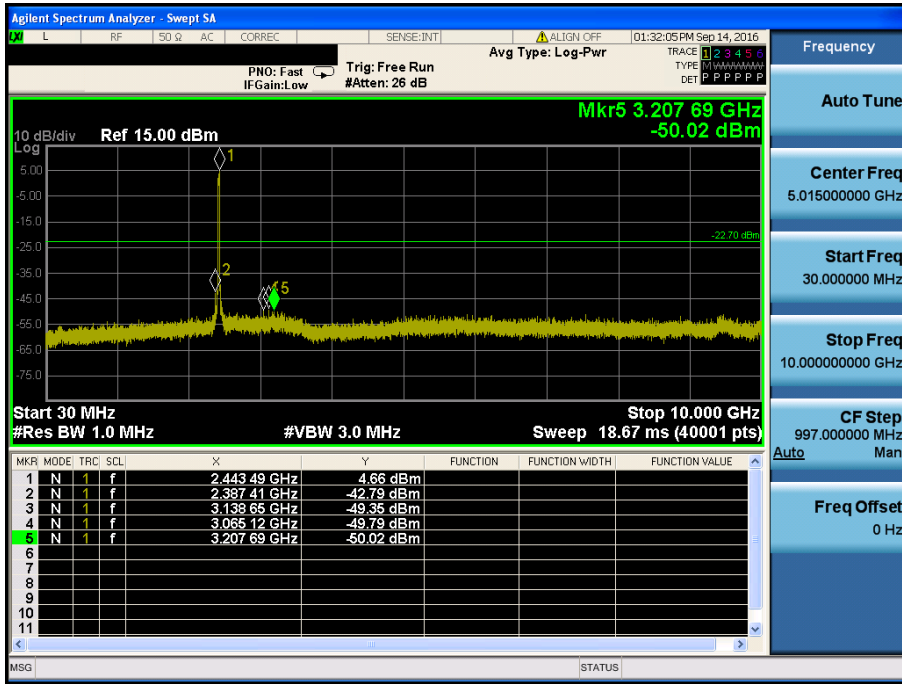 Agilent Spectrum Analyzer - Swept SA
LXI L RF 50 Ω AC CORREC SENSE:INT ALIGN OFF 01:32:05 PM Sep 14, 2016
Avg Type: Log-Pwr
TRACE 1 2 3 4 5 6
TYPE M
DET P P P P P P
PNO: Fast
IFGain:Low
Trig: Free Run
#Atten: 26 dB
Mkr5 3.207 69 GHz
-50.02 dBm
10 dB/div Ref 15.00 dBm
Log
5.00
-5.00
-15.0
-25.0
-35.0
-45.0
-55.0
-65.0
-75.0
1
2
5
-22.70 dBm
Start 30 MHz Stop 10.000 GHz
#Res BW 1.0 MHz #VBW 3.0 MHz Sweep 18.67 ms (40001 pts)
MKR MODE TRC SCL X Y FUNCTION FUNCTION WIDTH FUNCTION VALUE
1 N 1 f 2.443 49 GHz 4.66 dBm
2 N 1 f 2.387 41 GHz -42.79 dBm
3 N 1 f 3.138 65 GHz -49.35 dBm
4 N 1 f 3.065 12 GHz -49.79 dBm
5 N 1 f 3.207 69 GHz -50.02 dBm
6
7
8
9
10
11
MSG STATUS
Frequency
Auto Tune
Center Freq
5.015000000 GHz
Start Freq
30.000000 MHz
Stop Freq
10.000000000 GHz
CF Step
997.000000 MHz
Auto Man
Freq Offset
0 Hz